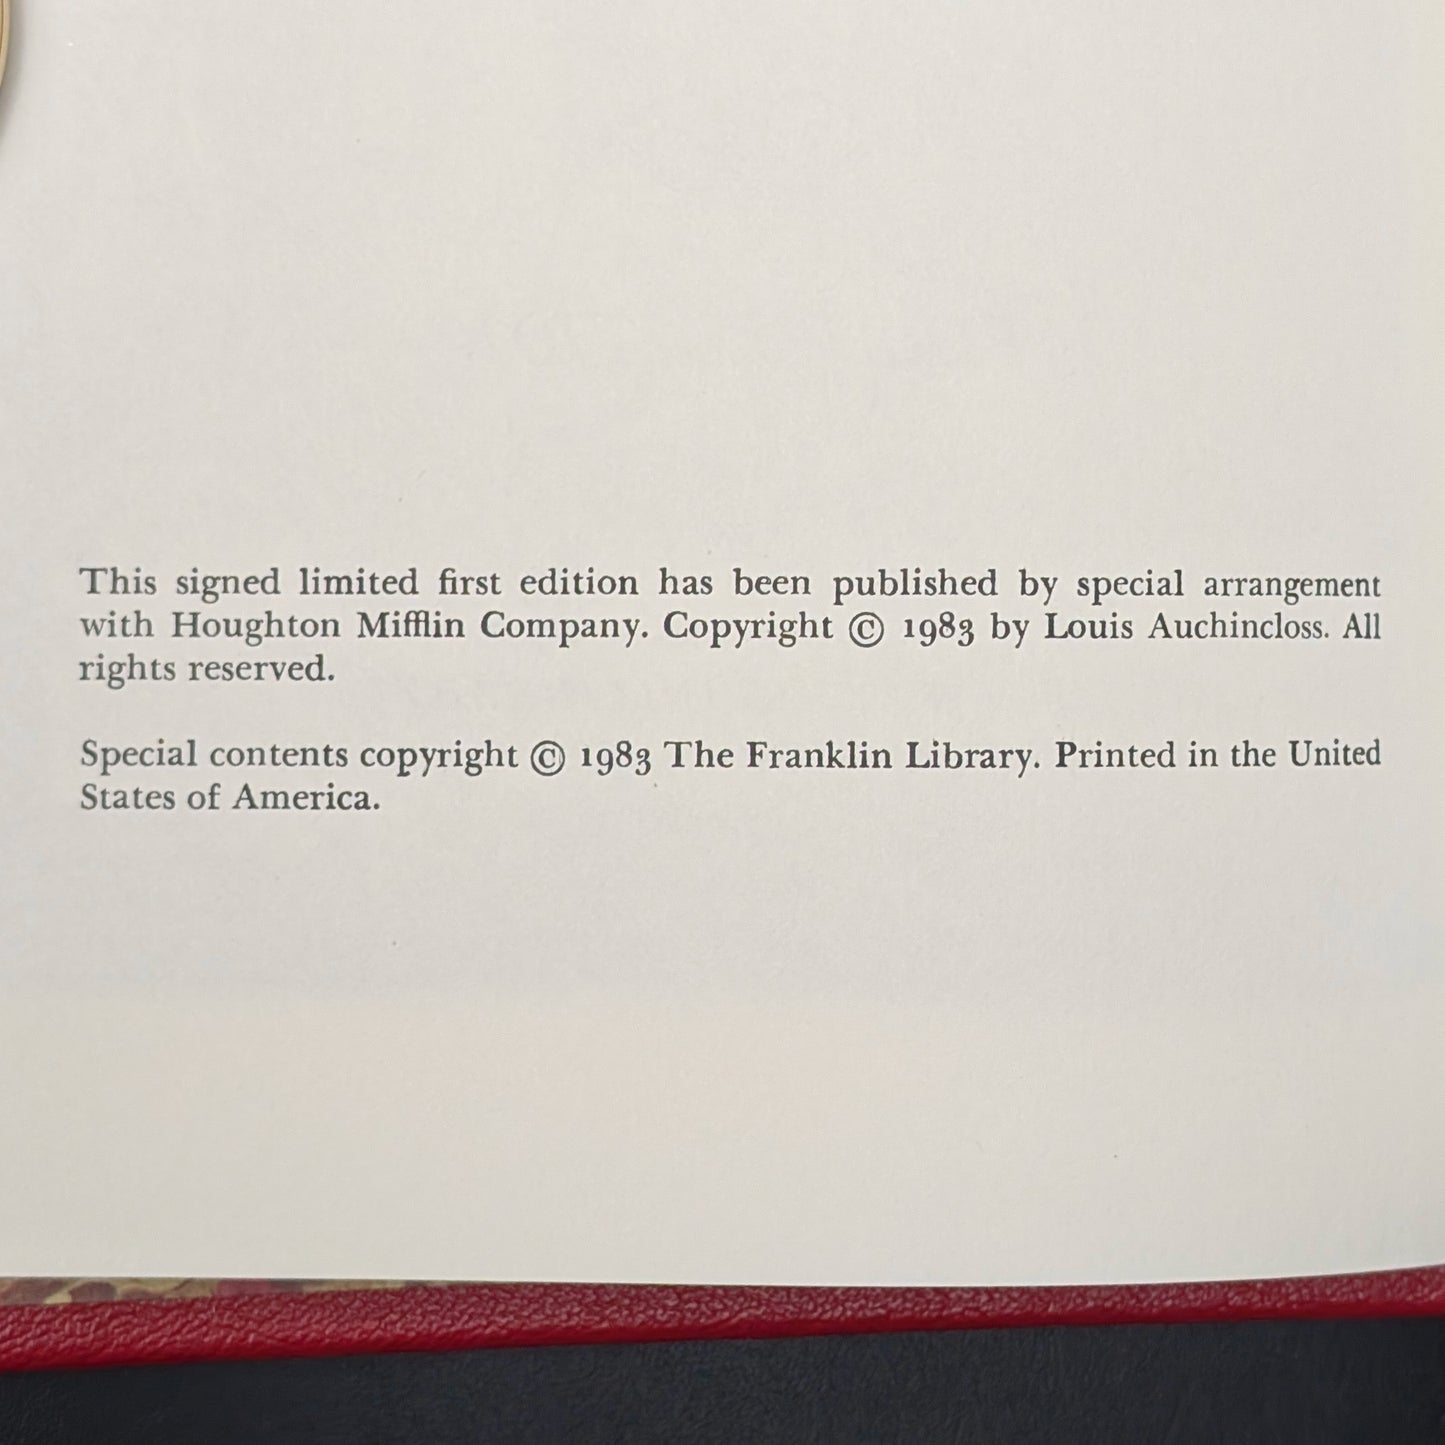 This signed limited first edition has been published by special arrangement
with Houghton Mifflin Company. Copyright © 1983 by Louis Auchincloss. All
rights reserved.
Special contents copyright © 1983 The Franklin Library. Printed in the United
States of America.